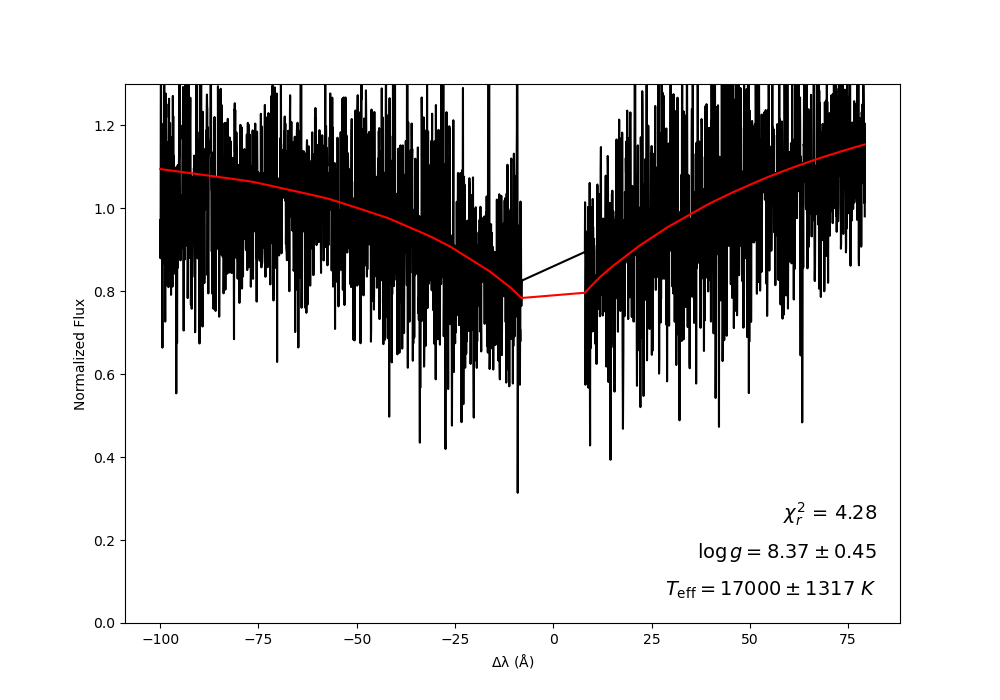 Normalized Flux
1.2
1.0
0.8
0.6
0.4
0.2
0.0
χ²ᵣ = 4.28
log g = 8.37 ± 0.45
T_eff = 17000 ± 1317 K
−100 −75 −50 −25 0 25 50 75
Δλ (Å)